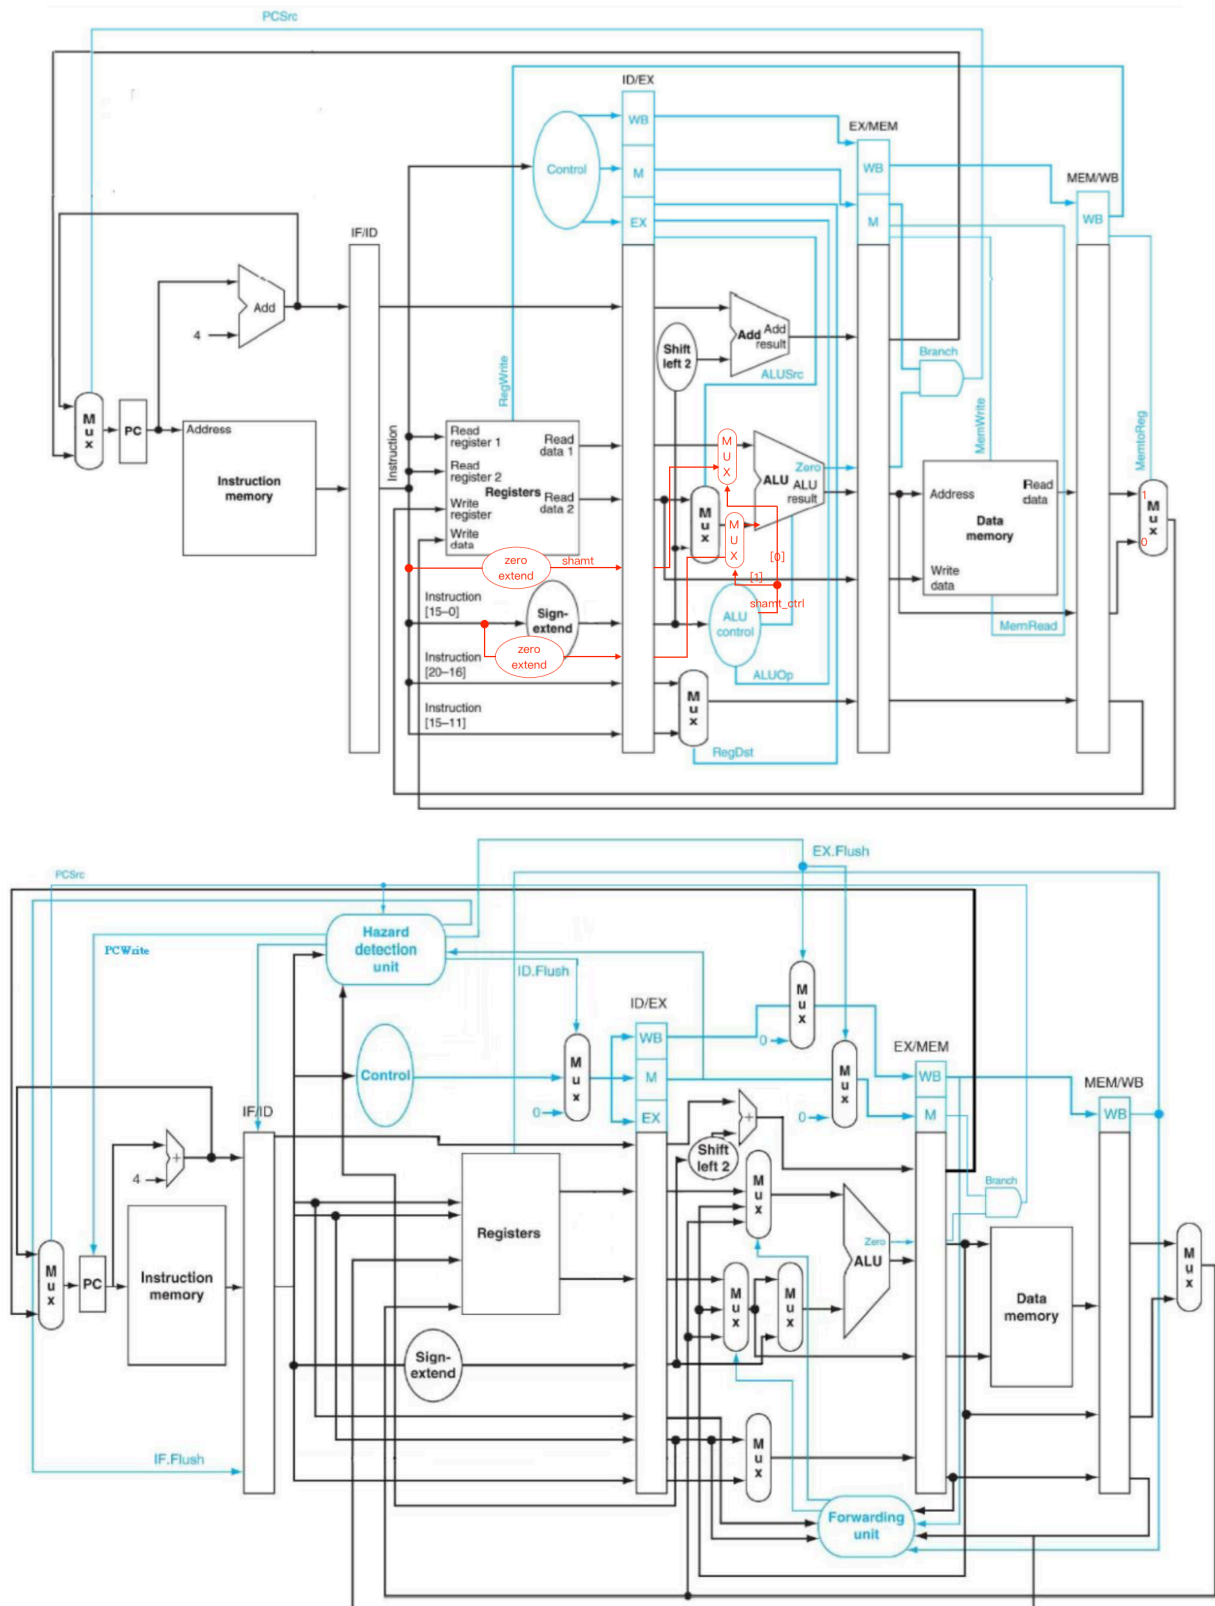 PCSrc
ID/EX
WB
EX/MEM
Control
M
WB
MEM/WB
EX
M
WB
IF/ID
Add
4
Shift
left 2
Add
Add
result
ALUSrc
Branch
RegWrite
MemWrite
MemtoReg
M
u
x
PC
Address
Instruction
memory
Instruction
Read
register 1
Read
data 1
Read
register 2
Registers
Write
register
Read
data 2
Write
data
M
U
X
Zero
ALU
ALU
result
M
u
x
M
U
X
[0]
[1]
Address
Read
data
Data
memory
Write
data
1
M
u
x
0
zero
extend
shamt
shamt_ctrl
Instruction
[15–0]
Sign-
extend
ALU
control
MemRead
zero
extend
Instruction
[20–16]
ALUOp
Instruction
[15–11]
M
u
x
RegDst
EX.Flush
PCSrc
Hazard
detection
unit
PCWrite
ID.Flush
M
u
x
ID/EX
WB
0
EX/MEM
Control
M
u
x
M
M
u
x
WB
MEM/WB
0
EX
0
M
WB
IF/ID
+
4
+
Shift
left 2
M
u
x
Branch
Registers
Zero
ALU
M
u
x
PC
Instruction
memory
M
u
x
M
u
x
Data
memory
M
u
x
Sign-
extend
IF.Flush
M
u
x
Forwarding
unit